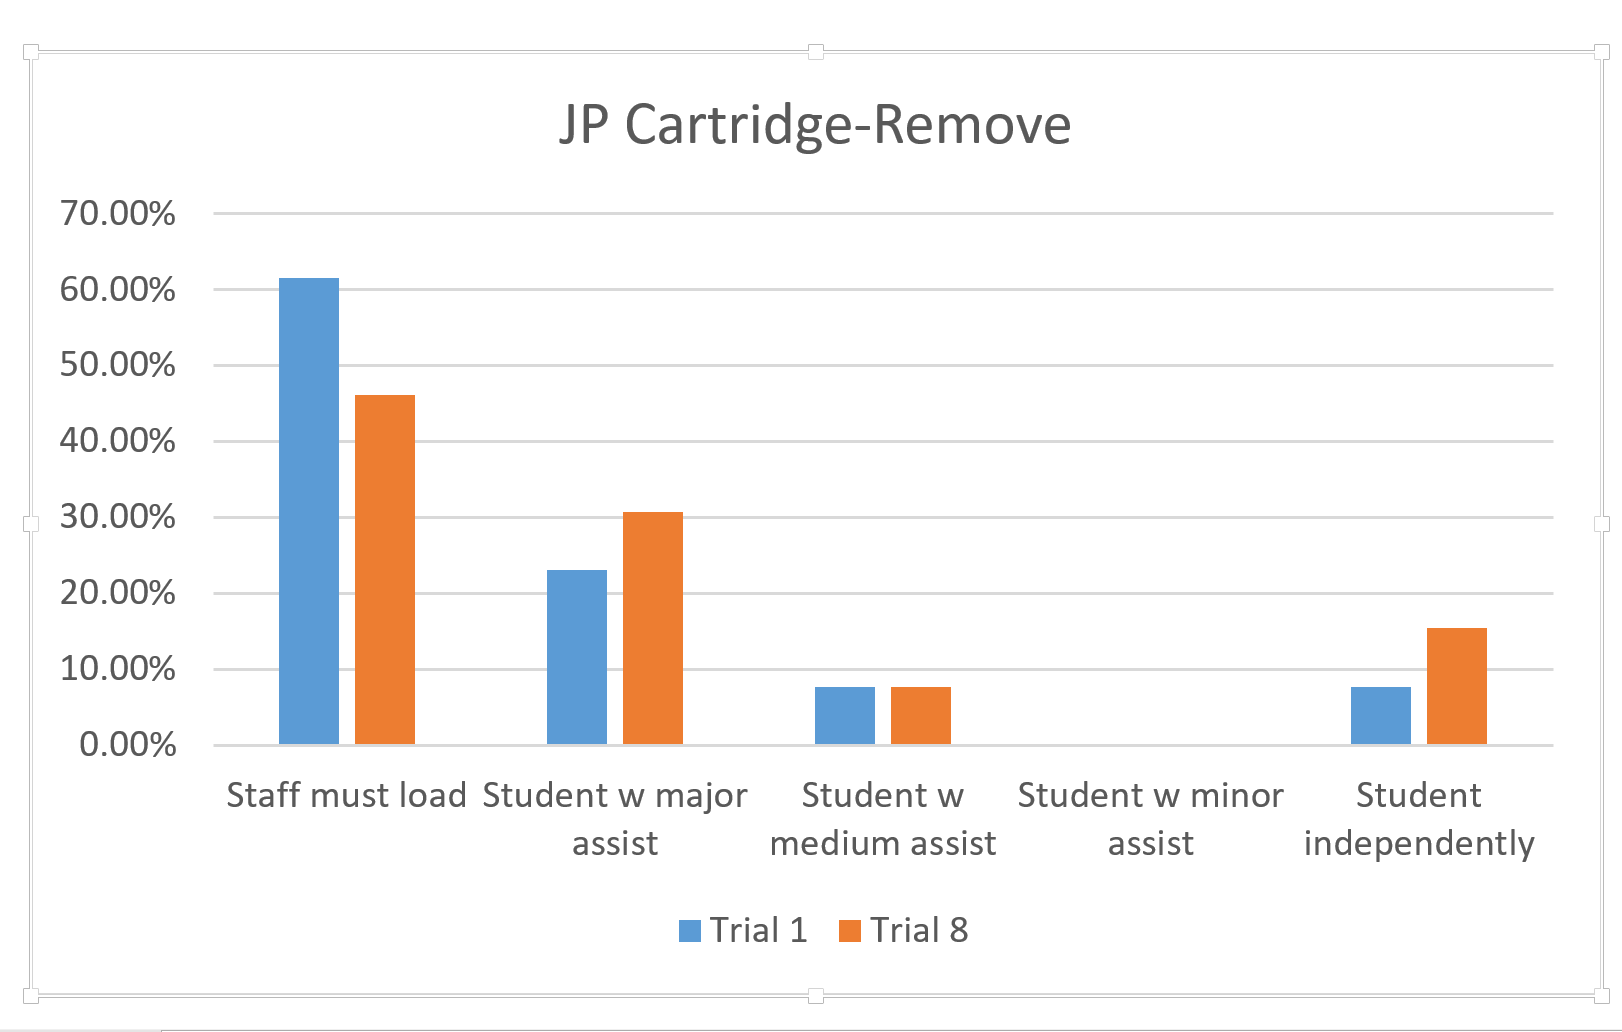 JP Cartridge-Remove
70.00%
60.00%
50.00%
40.00%
30.00%
20.00%
10.00%
0.00%
Staff must load
Student w major
assist
Student w
medium assist
Student w minor
assist
Student
independently
Trial 1
Trial 8